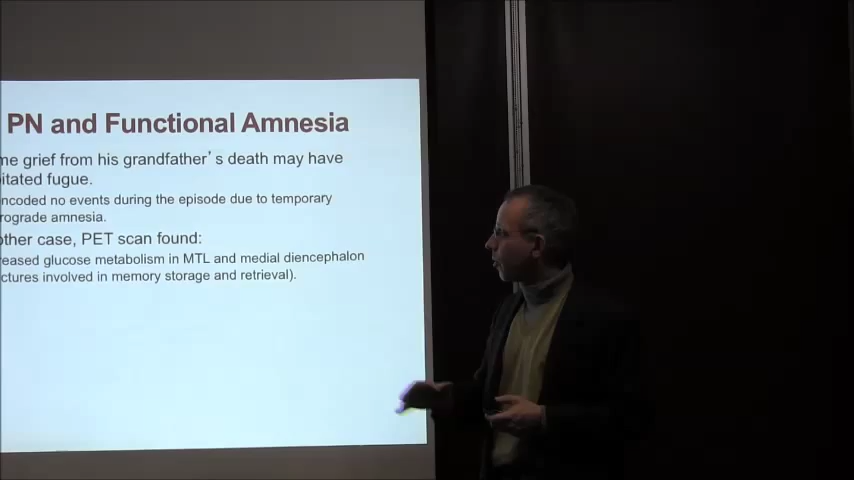 PN and Functional Amnesia
me grief from his grandfather's death may have
itated fugue.
ncoded no events during the episode due to temporary
rograde amnesia.
other case, PET scan found:
eased glucose metabolism in MTL and medial diencephalon
ctures involved in memory storage and retrieval).